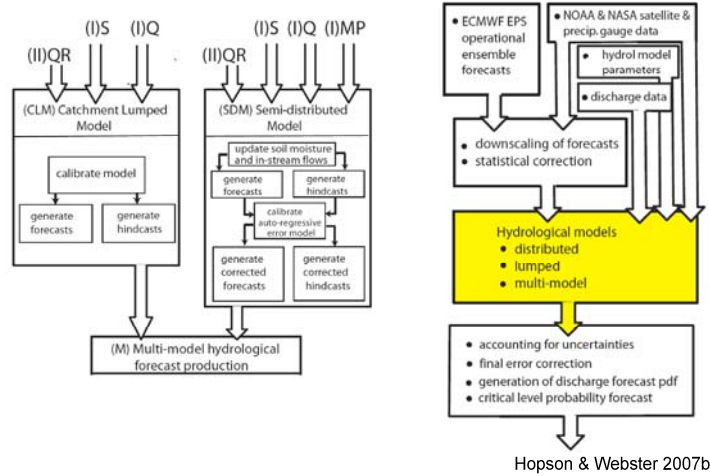 (I)S
(I)Q
(II)QR
(CLM) Catchment Lumped
Model
calibrate model
generate
forecasts
generate
hindcasts
(I)S
(I)Q
(I)MP
(II)QR
(SDM) Semi-distributed
Model
update soil moisture
and in-stream flows
generate
forecasts
generate
hindcasts
calibrate
auto-regressive
error model
generate
corrected
forecasts
generate
corrected
hindcasts
(M) Multi-model hydrological
forecast production
• ECMWF EPS
operational
ensemble
forecasts
• NOAA & NASA satellite &
precip. gauge data
• hydrol model
parameters
• discharge data
• downscaling of forecasts
• statistical correction
Hydrological models
• distributed
• lumped
• multi-model
• accounting for uncertainties
• final error correction
• generation of discharge forecast pdf
• critical level probability forecast
Hopson & Webster 2007b